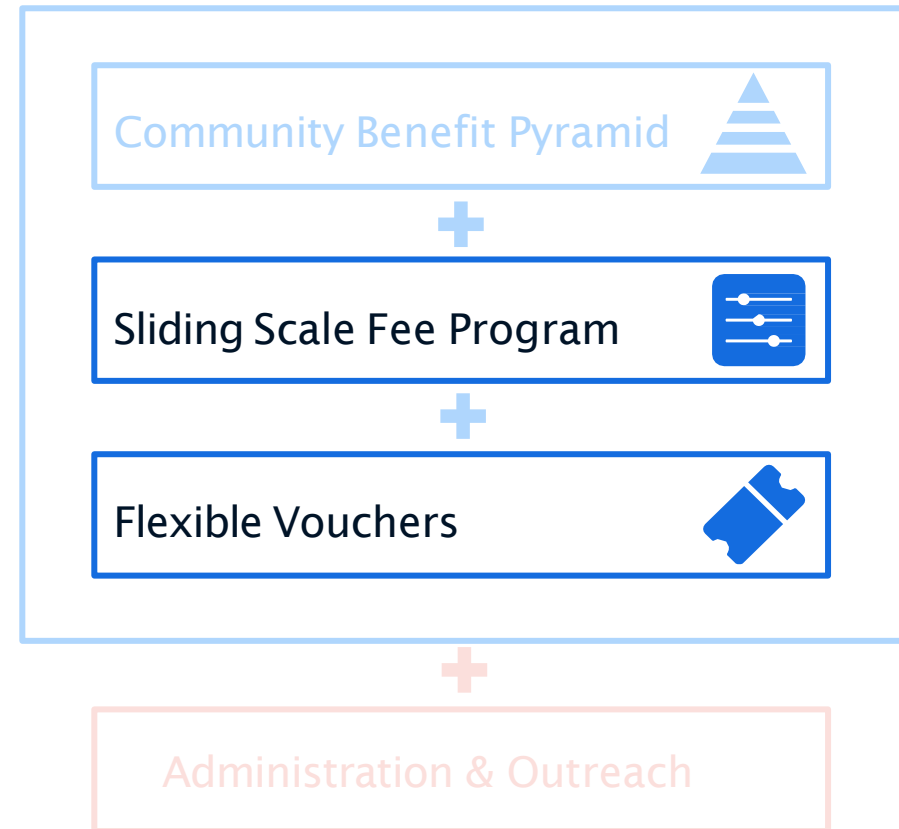 Community Benefit Pyramid
Sliding Scale Fee Program
Flexible Vouchers
Administration & Outreach